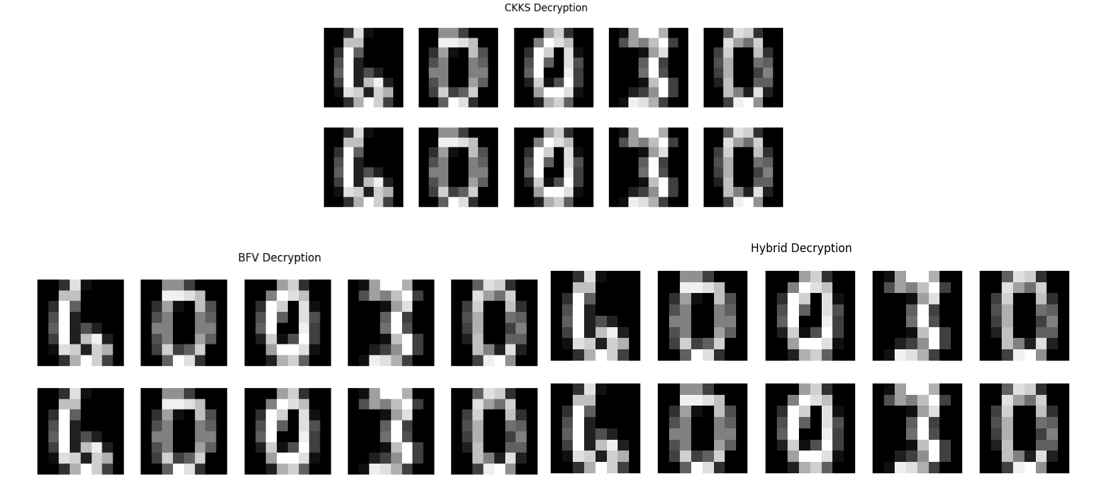 CKKS Decryption
BFV Decryption
Hybrid Decryption